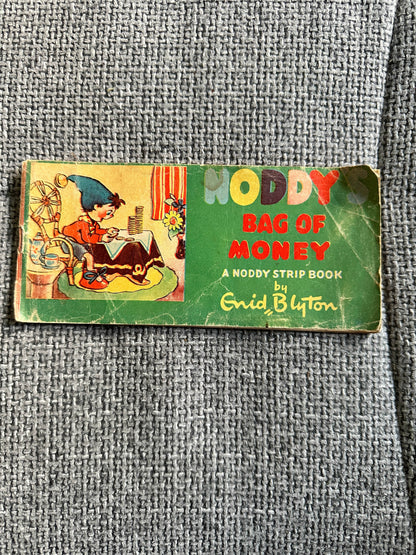 NODDY'S
BAG OF
MONEY
A NODDY STRIP BOOK
by
Enid Blyton